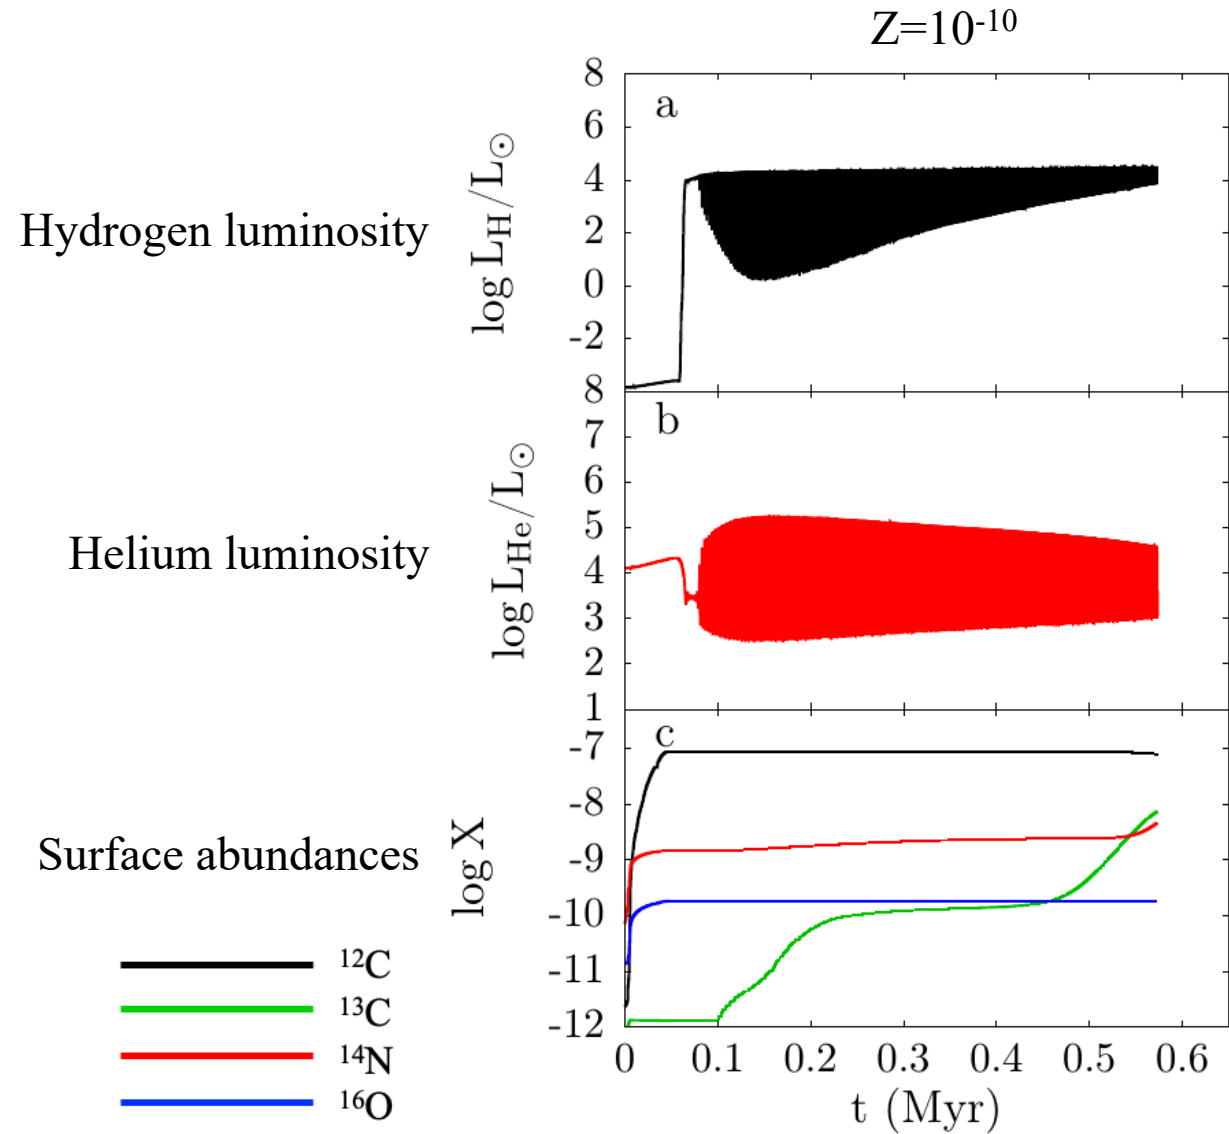 Z=10⁻¹⁰
Hydrogen luminosity
log L_H/L_⊙
8
6
4
2
0
-2
a
Helium luminosity
log L_He/L_⊙
8
7
6
5
4
3
2
1
b
Surface abundances
log X
-7
-8
-9
-10
-11
-12
c
0 0.1 0.2 0.3 0.4 0.5 0.6
t (Myr)
¹²C
¹³C
¹⁴N
¹⁶O